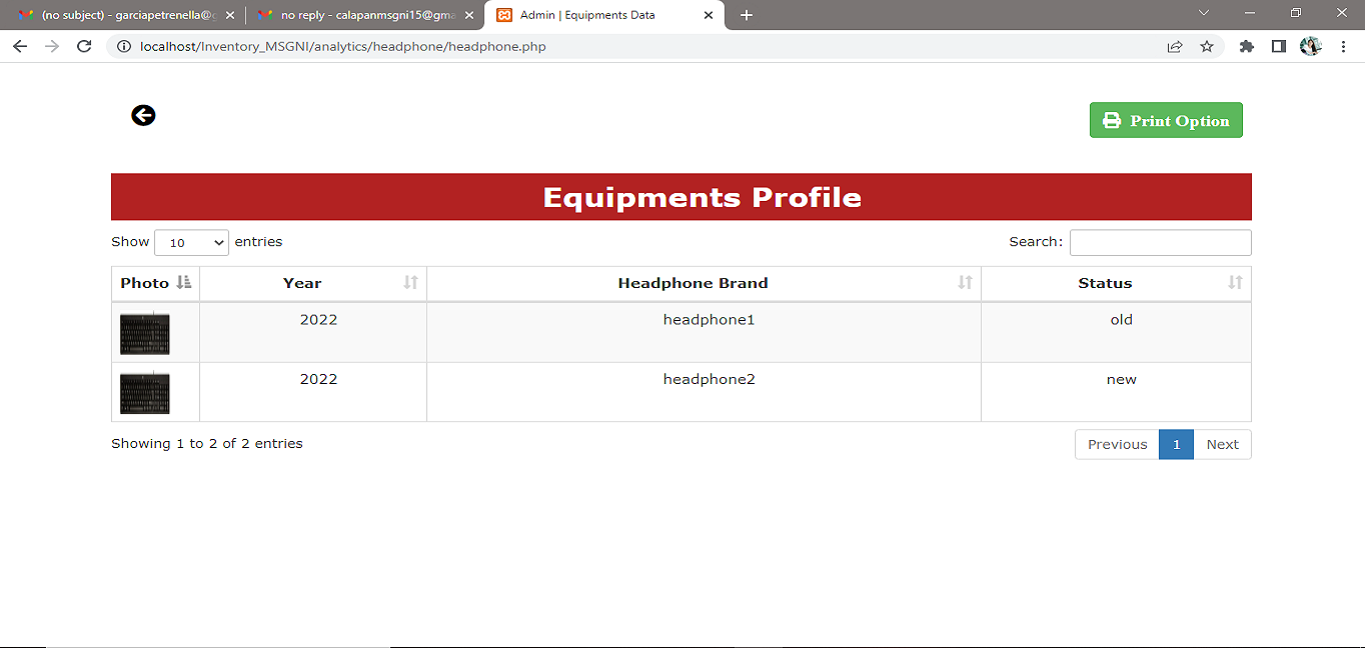 (no subject) - garciapetrenella@g
no reply - calapanmsgni15@gma
Admin | Equipments Data
localhost/Inventory_MSGNI/analytics/headphone/headphone.php
Print Option
Equipments Profile
Show 10 entries
Search:
Photo Year Headphone Brand Status
2022 headphone1 old
2022 headphone2 new
Showing 1 to 2 of 2 entries
Previous 1 Next